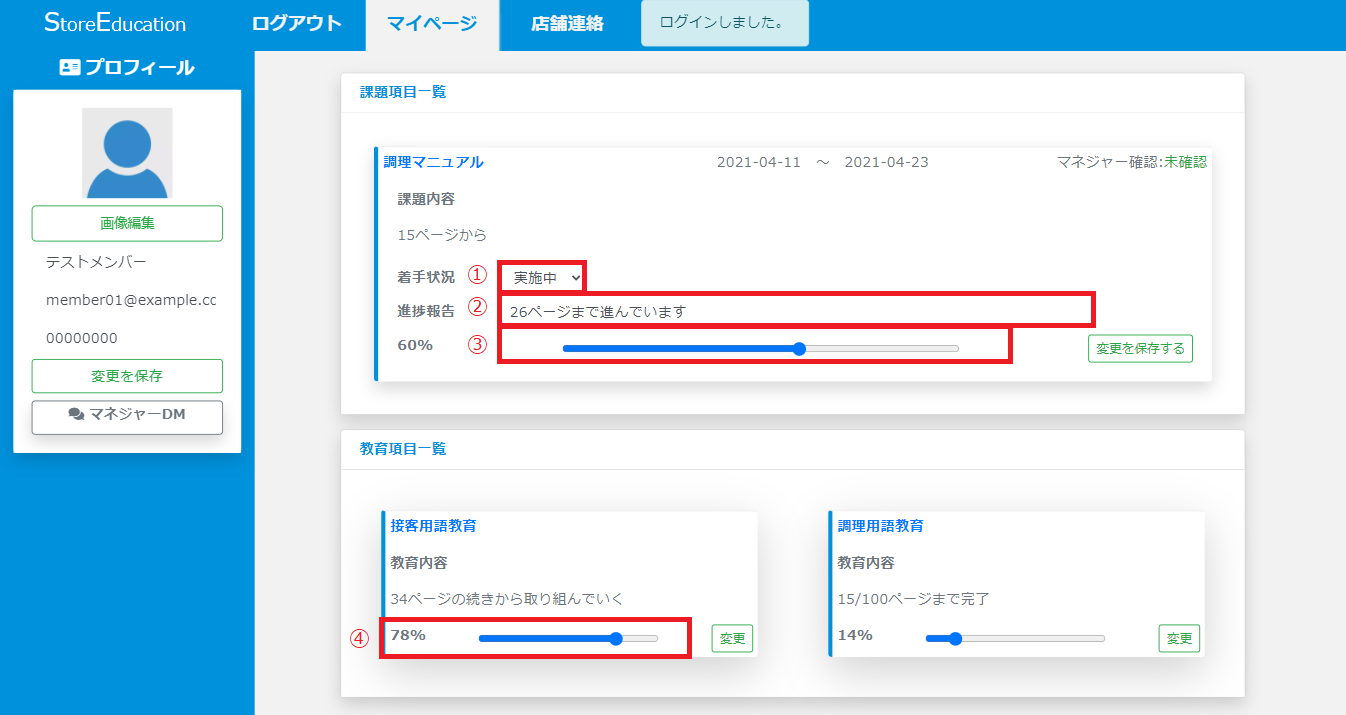 StoreEducation
ログアウト
マイページ
店舗連絡
ログインしました。
プロフィール
画像編集
テストメンバー
member01@example.cc
00000000
変更を保存
マネジャーDM
課題項目一覧
調理マニュアル 2021-04-11 ～ 2021-04-23 マネジャー確認:未確認
課題内容
15ページから
着手状況 ① 実施中
進捗報告 ② 26ページまで進んでいます
60% ③ 変更を保存する
教育項目一覧
接客用語教育
教育内容
34ページの続きから取り組んでいく
④ 78% 変更
調理用語教育
教育内容
15/100ページまで完了
14% 変更